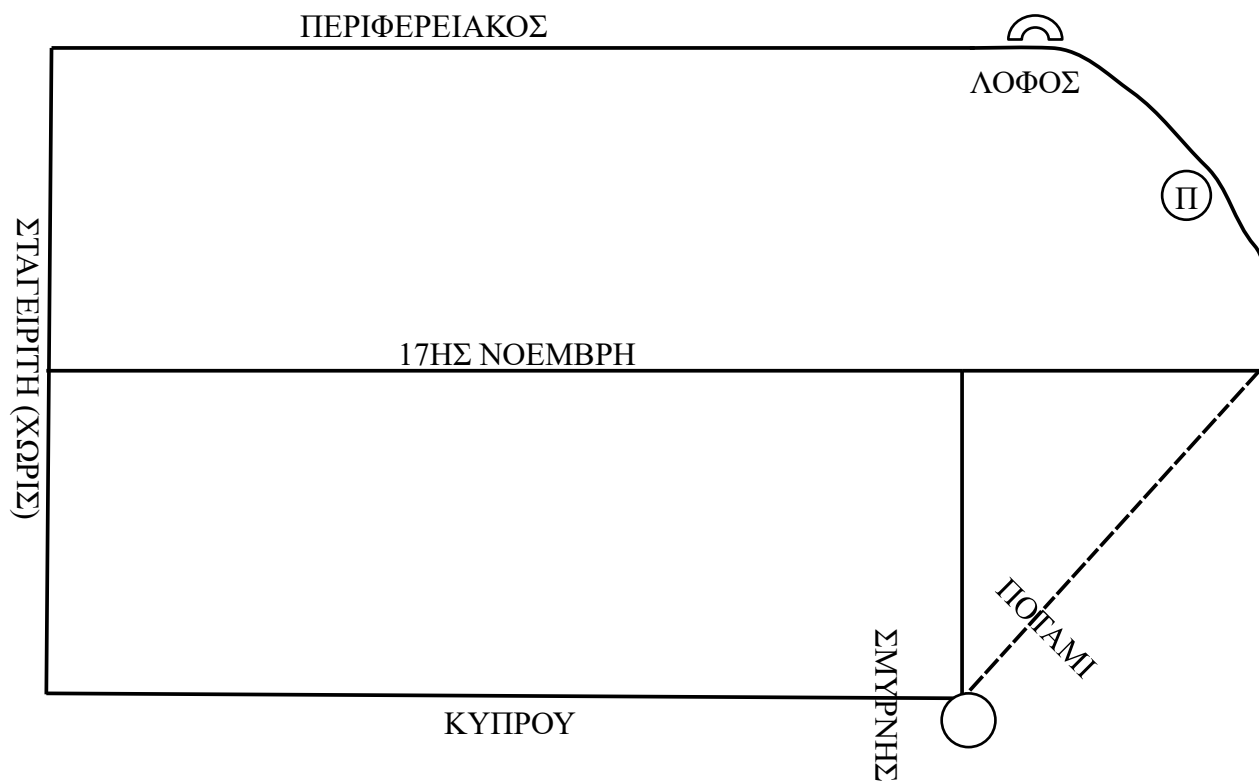 ΠΕΡΙΦΕΡΕΙΑΚΟΣ
ΛΟΦΟΣ
Π
ΣΤΑΓΕΙΡΙΤΗ (ΧΩΡΙΣ)
17ΗΣ ΝΟΕΜΒΡΗ
ΠΟΤΑΜΙ
ΣΜΥΡΝΗΣ
ΚΥΠΡΟΥ